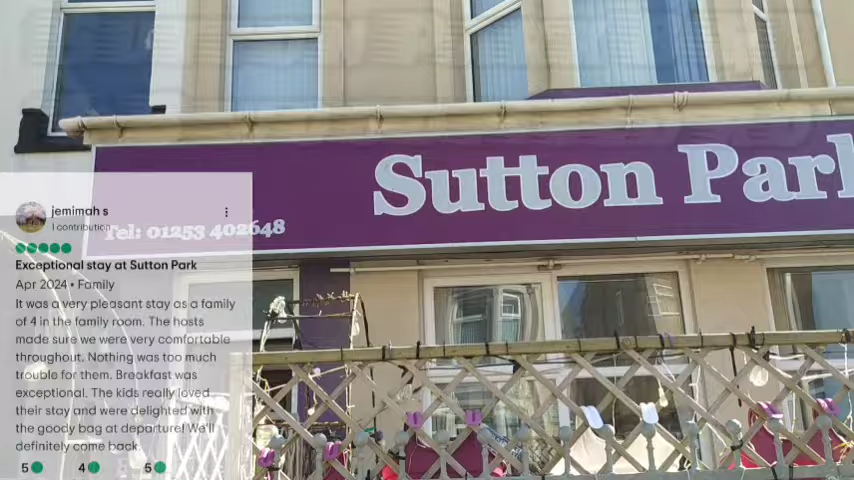 Sutton Park
Tel: 01253 402648
jemimah s
1 contribution
Exceptional stay at Sutton Park
Apr 2024 • Family
It was a very pleasant stay as a family
of 4 in the family room. The hosts
made sure we were very comfortable
throughout. Nothing was too much
trouble for them. Breakfast was
exceptional. The kids really loved
their stay and were delighted with
the goody bag at departure! We'll
definitely come back.
5 4 5